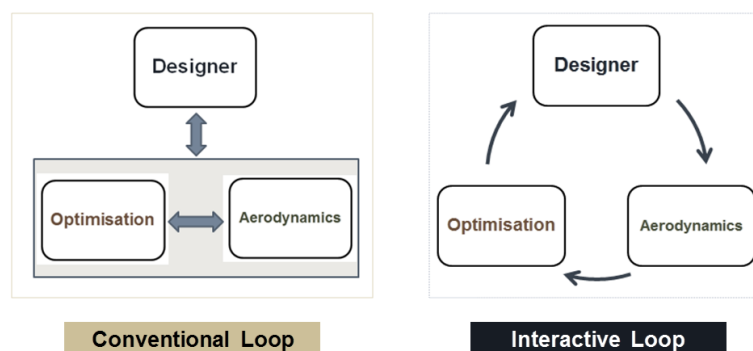 Designer
Optimisation
Aerodynamics
Conventional Loop
Designer
Optimisation
Aerodynamics
Interactive Loop